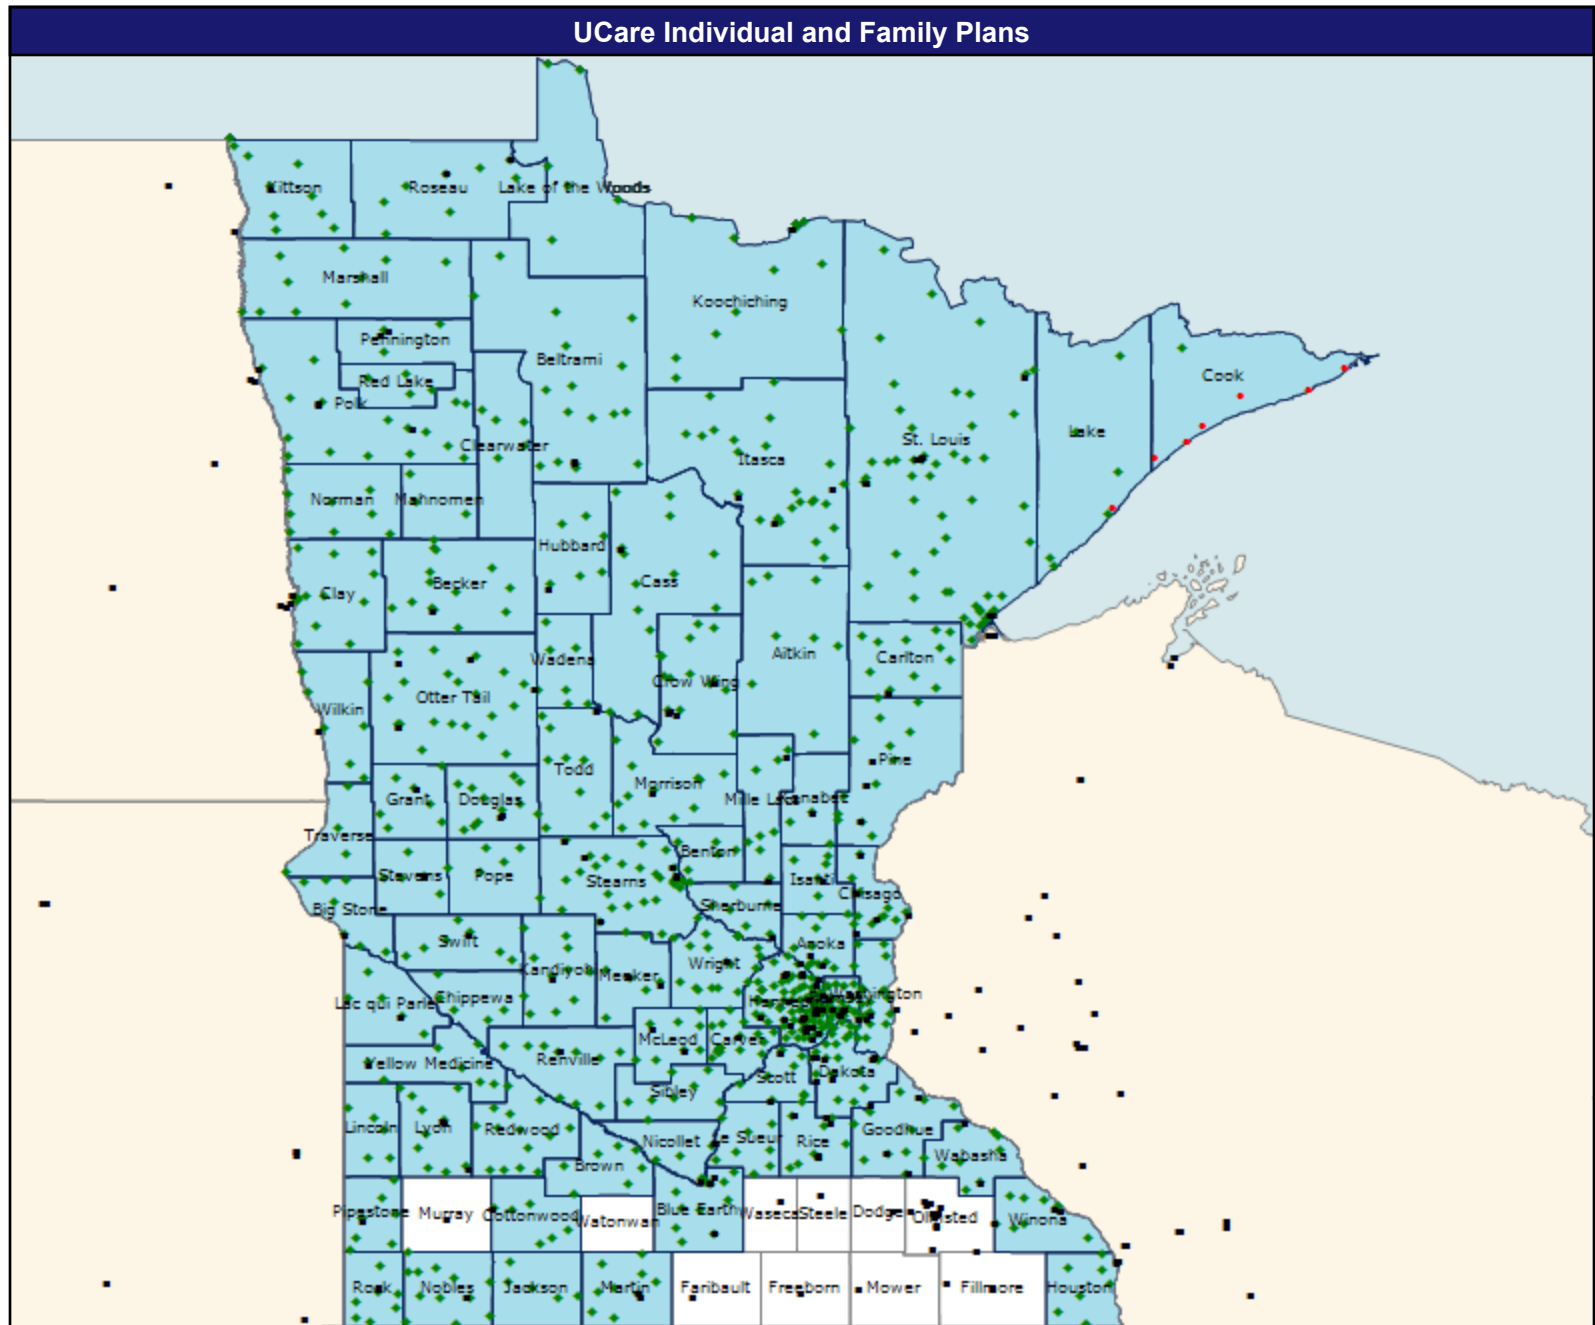 UCare Individual and Family Plans
Kittson
Roseau
Lake of the Woods
Marshall
Koochiching
Pennington
Beltrami
Red Lake
Cook
Polk
Lake
St. Louis
Clearwater
Itasca
Norman
Mahnomen
Hubbard
Cass
Becker
Clay
Aitkin
Carlton
Wadena
Crow Wing
Otter Tail
Wilkin
Pine
Todd
Morrison
Grant
Douglas
Mille Lacs
Kanabec
Traverse
Benton
Stevens
Pope
Stearns
Isanti
Chisago
Sherburne
Big Stone
Swift
Anoka
Wright
Kandiyohi
Meeker
Washington
Chippewa
Lac qui Parle
McLeod
Carver
Renville
Yellow Medicine
Dakota
Scott
Sibley
Lincoln
Lyon
Redwood
Goodhue
Le Sueur
Rice
Nicollet
Wabasha
Brown
Blue Earth
Pipestone
Murray
Cottonwood
Watonwan
Waseca
Steele
Dodge
Olmsted
Winona
Rock
Nobles
Jackson
Martin
Faribault
Freeborn
Mower
Fillmore
Houston